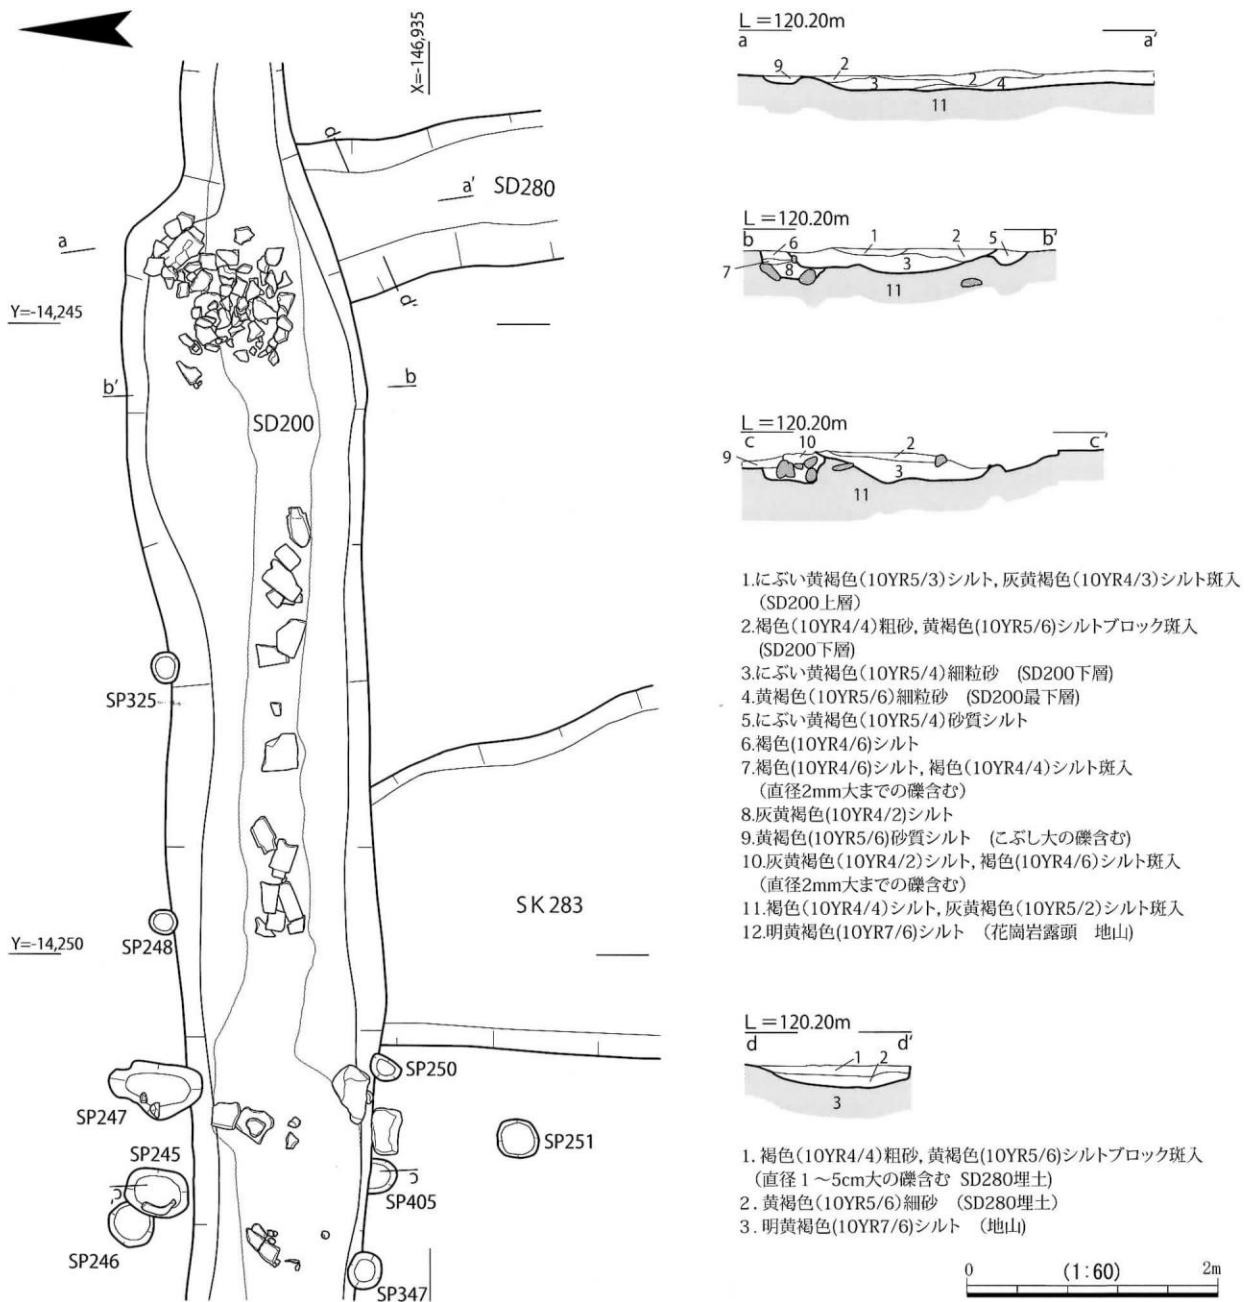 X=-146,935
d
a'
SD280
a
d'
Y=-14,245
b'
b
SD200
SP325
SK283
SP248
Y=-14,250
SP250
SP247
SP251
SP245
c'
c
SP405
SP246
SP347
L=120.20m
a
a'
9
2
3
2
4
11
L=120.20m
b
b'
6
1
2
5
7
6
8
3
11
L=120.20m
c
c'
10
2
9
3
11
1.にぶい黄褐色(10YR5/3)シルト,灰黄褐色(10YR4/3)シルト斑入
(SD200上層)
2.褐色(10YR4/4)粗砂,黄褐色(10YR5/6)シルトブロック斑入
(SD200下層)
3.にぶい黄褐色(10YR5/4)細粒砂 (SD200下層)
4.黄褐色(10YR5/6)細粒砂 (SD200最下層)
5.にぶい黄褐色(10YR5/4)砂質シルト
6.褐色(10YR4/6)シルト
7.褐色(10YR4/6)シルト,褐色(10YR4/4)シルト斑入
(直径2mm大までの礫含む)
8.灰黄褐色(10YR4/2)シルト
9.黄褐色(10YR5/6)砂質シルト (こぶし大の礫含む)
10.灰黄褐色(10YR4/2)シルト,褐色(10YR4/6)シルト斑入
(直径2mm大までの礫含む)
11.褐色(10YR4/4)シルト,灰黄褐色(10YR5/2)シルト斑入
12.明黄褐色(10YR7/6)シルト (花崗岩露頭 地山)
L=120.20m
d
d'
1
2
3
1.褐色(10YR4/4)粗砂,黄褐色(10YR5/6)シルトブロック斑入
(直径1〜5cm大の礫含む SD280埋土)
2.黄褐色(10YR5/6)細砂 (SD280埋土)
3.明黄褐色(10YR7/6)シルト (地山)
0
(1:60)
2m